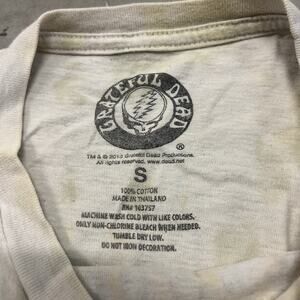 GRATEFUL DEAD
®
TM & © 2013 Grateful Dead Productions.
All rights reserved. www.dead.net
S
100% COTTON
MADE IN THAILAND
RN# 103757
MACHINE WASH COLD WITH LIKE COLORS.
ONLY NON-CHLORINE BLEACH WHEN NEEDED.
TUMBLE DRY LOW.
DO NOT IRON DECORATION.